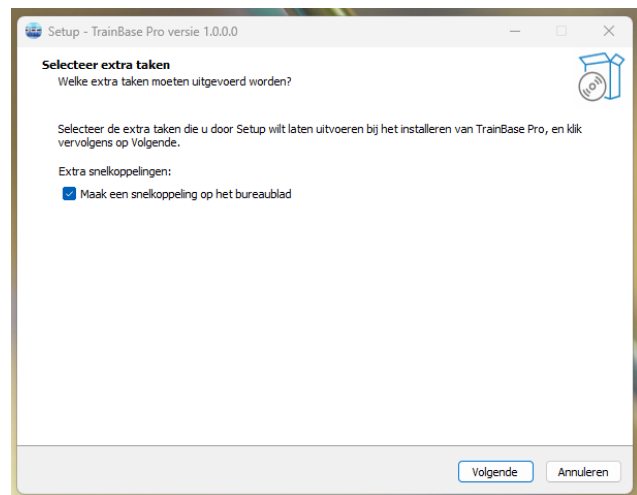 Setup - TrainBase Pro versie 1.0.0.0
Selecteer extra taken
Welke extra taken moeten uitgevoerd worden?
Selecteer de extra taken die u door Setup wilt laten uitvoeren bij het installeren van TrainBase Pro, en klik
vervolgens op Volgende.
Extra snelkoppelingen:
Maak een snelkoppeling op het bureaublad
Volgende
Annuleren